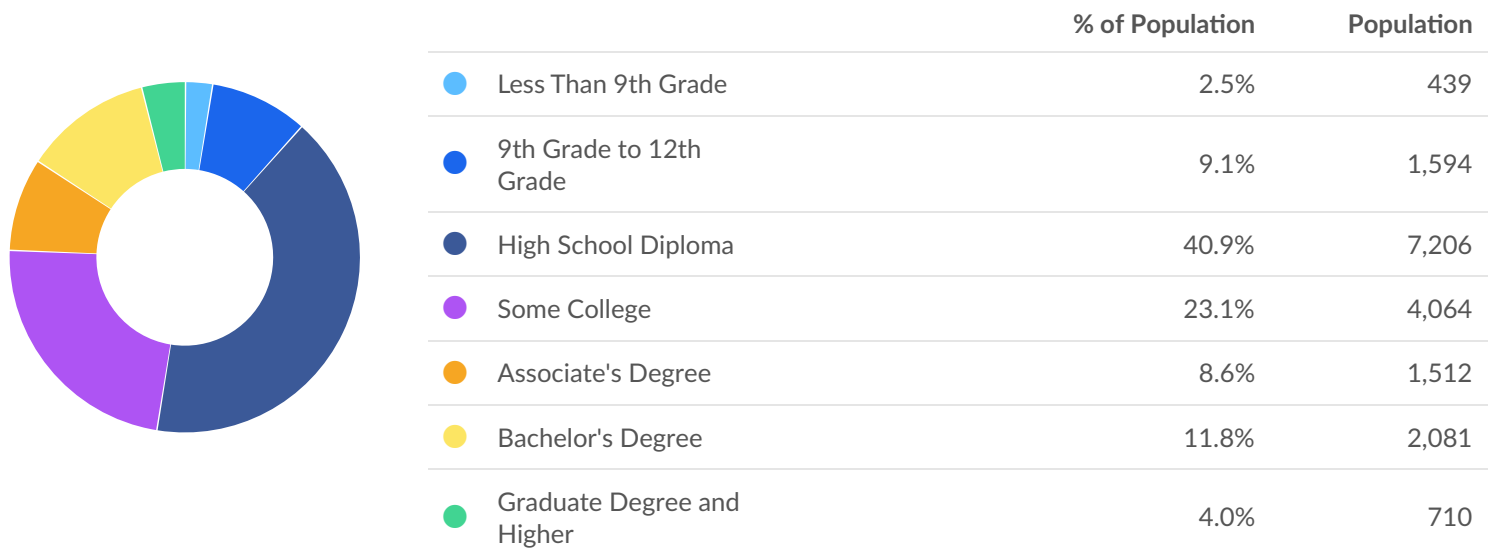 % of Population Population
Less Than 9th Grade 2.5% 439
9th Grade to 12th
Grade 9.1% 1,594
High School Diploma 40.9% 7,206
Some College 23.1% 4,064
Associate's Degree 8.6% 1,512
Bachelor's Degree 11.8% 2,081
Graduate Degree and
Higher 4.0% 710